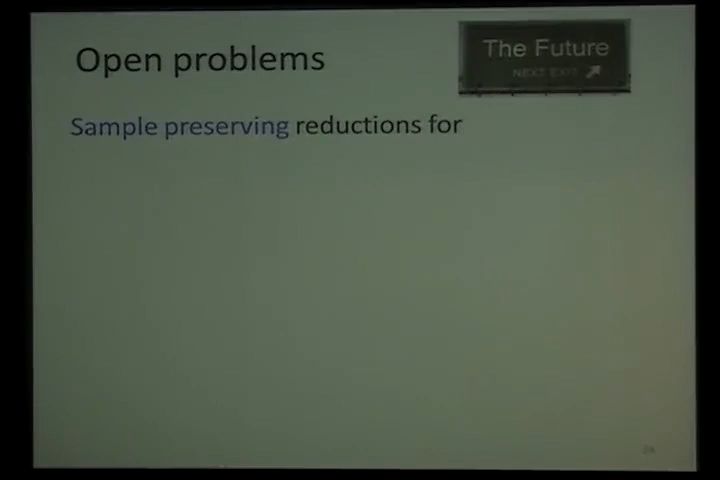 Open problems
The Future
NEXT EXIT
Sample preserving reductions for